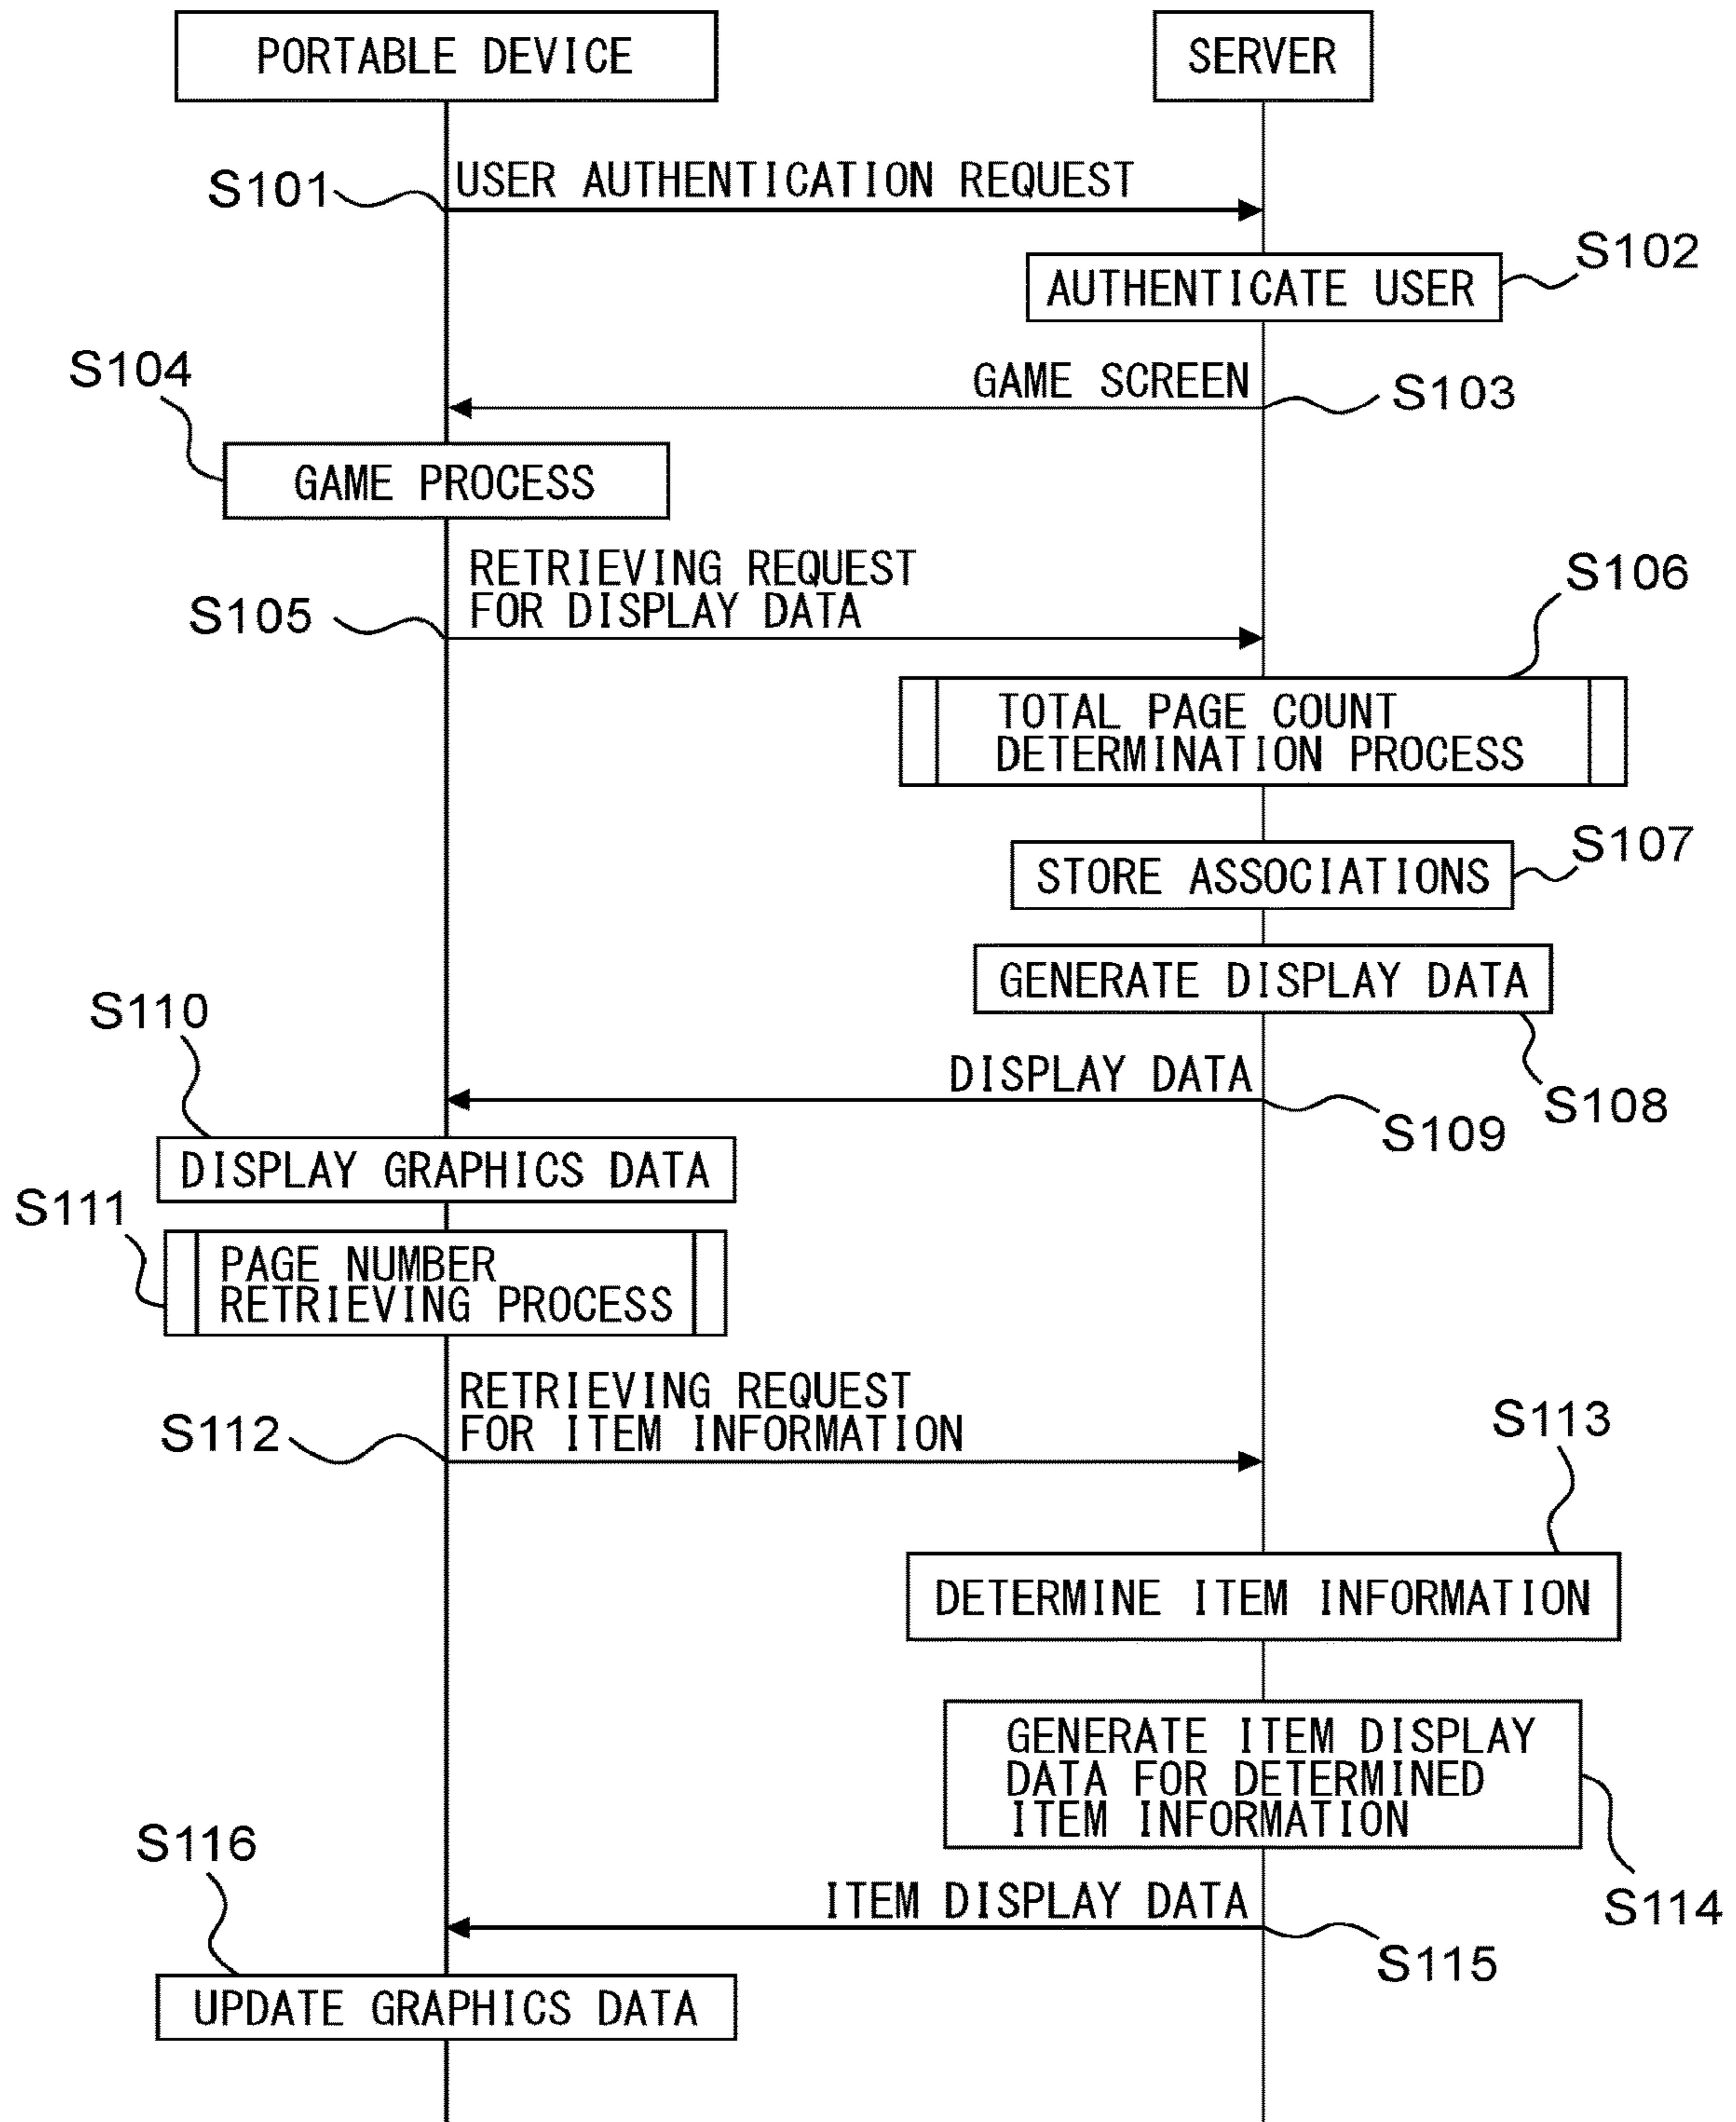 PORTABLE DEVICE
SERVER
S101
USER AUTHENTICATION REQUEST
S102
AUTHENTICATE USER
S104
GAME SCREEN
S103
GAME PROCESS
RETRIEVING REQUEST
FOR DISPLAY DATA
S105
S106
TOTAL PAGE COUNT
DETERMINATION PROCESS
S107
STORE ASSOCIATIONS
GENERATE DISPLAY DATA
S110
DISPLAY DATA
S108
S109
DISPLAY GRAPHICS DATA
S111
PAGE NUMBER
RETRIEVING PROCESS
RETRIEVING REQUEST
FOR ITEM INFORMATION
S112
S113
DETERMINE ITEM INFORMATION
GENERATE ITEM DISPLAY
DATA FOR DETERMINED
ITEM INFORMATION
S116
ITEM DISPLAY DATA
S114
S115
UPDATE GRAPHICS DATA